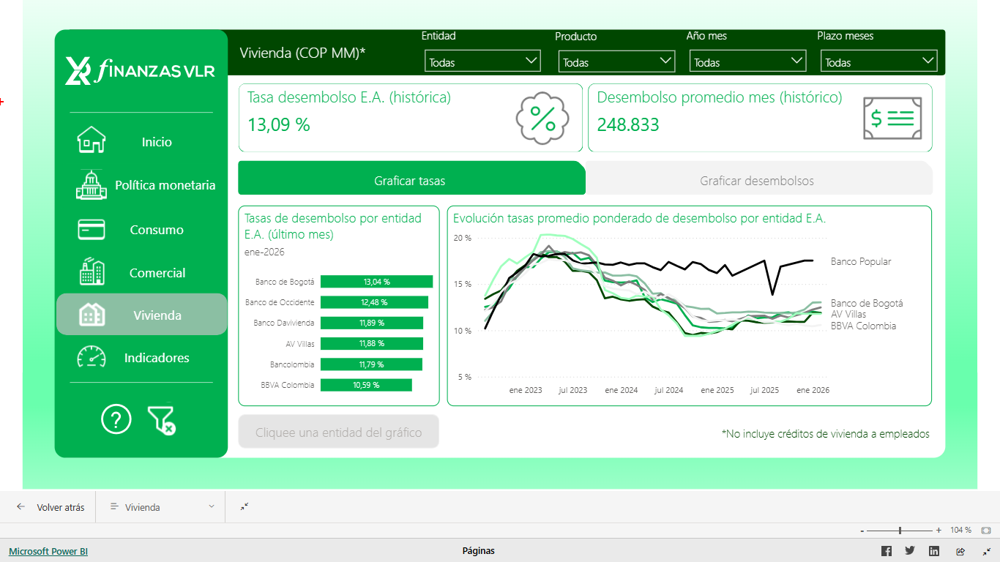 FINANZAS VLR
Inicio
Política monetaria
Consumo
Comercial
Vivienda
Indicadores
?
Vivienda (COP MM)*
Entidad
Todas
Producto
Todas
Año mes
Todas
Plazo meses
Todas
Tasa desembolso E.A. (histórica)
13,09 %
%
Desembolso promedio mes (histórico)
248.833
$
Graficar tasas
Graficar desembolsos
Tasas de desembolso por entidad
E.A. (último mes)
ene-2026
Banco de Bogotá 13,04 %
Banco de Occidente 12,48 %
Banco Davivienda 11,89 %
AV Villas 11,88 %
Bancolombia 11,79 %
BBVA Colombia 10,59 %
Evolución tasas promedio ponderado de desembolso por entidad E.A.
20 %
15 %
10 %
5 %
ene 2023 jul 2023 ene 2024 jul 2024 ene 2025 jul 2025 ene 2026
Banco Popular
Banco de Bogotá
AV Villas
BBVA Colombia
Cliquee una entidad del gráfico
*No incluye créditos de vivienda a empleados
Volver atrás
Vivienda
- + 104 %
Microsoft Power BI
Páginas